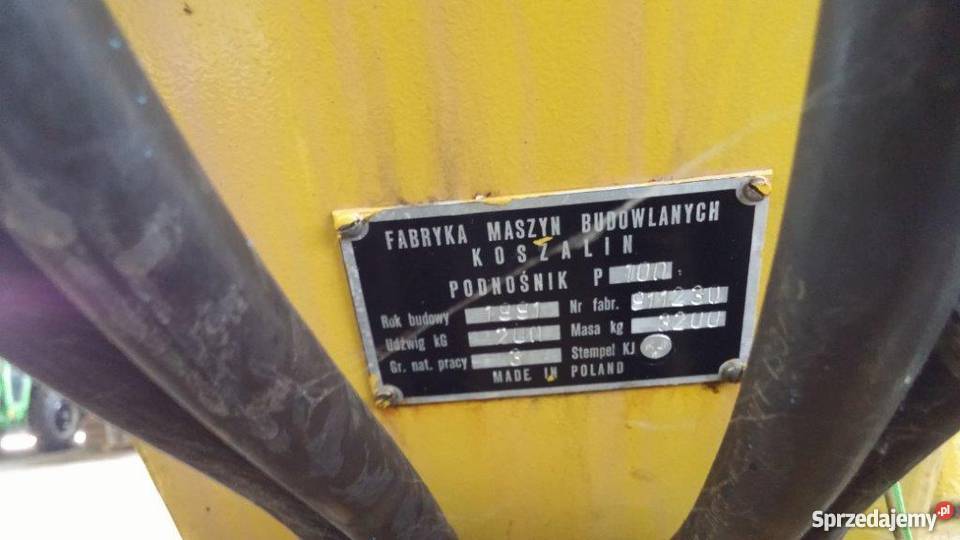 FABRYKA MASZYN BUDOWLANYCH
KOSZALIN
PODNOŚNIK P 100
Rok budowy 1991 Nr fabr. 911230
Udźwig kG 200 Masa kg 8200
Gr. nat. pracy 3 Stempel KJ
MADE IN POLAND
Sprzedajemy.pl